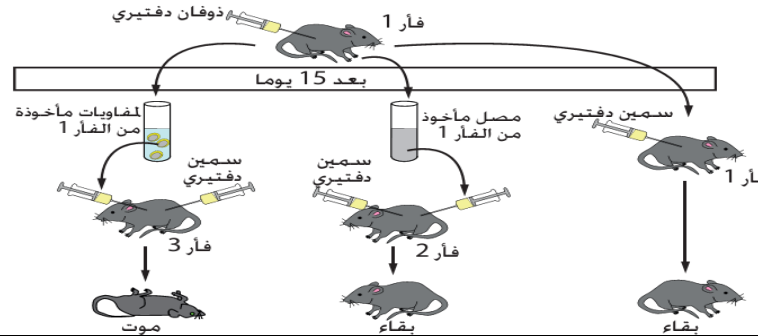 ذوفان دفتيري
فأر 1
بعد 15 يوما
سمين دفتيري
مصل مأخوذ
من الفأر 1
لمفاويات مأخوذة
من الفأر 1
أر 1
سمين
دفتيري
فأر 2
سمين
دفتيري
فأر 3
بقاء
بقاء
موت